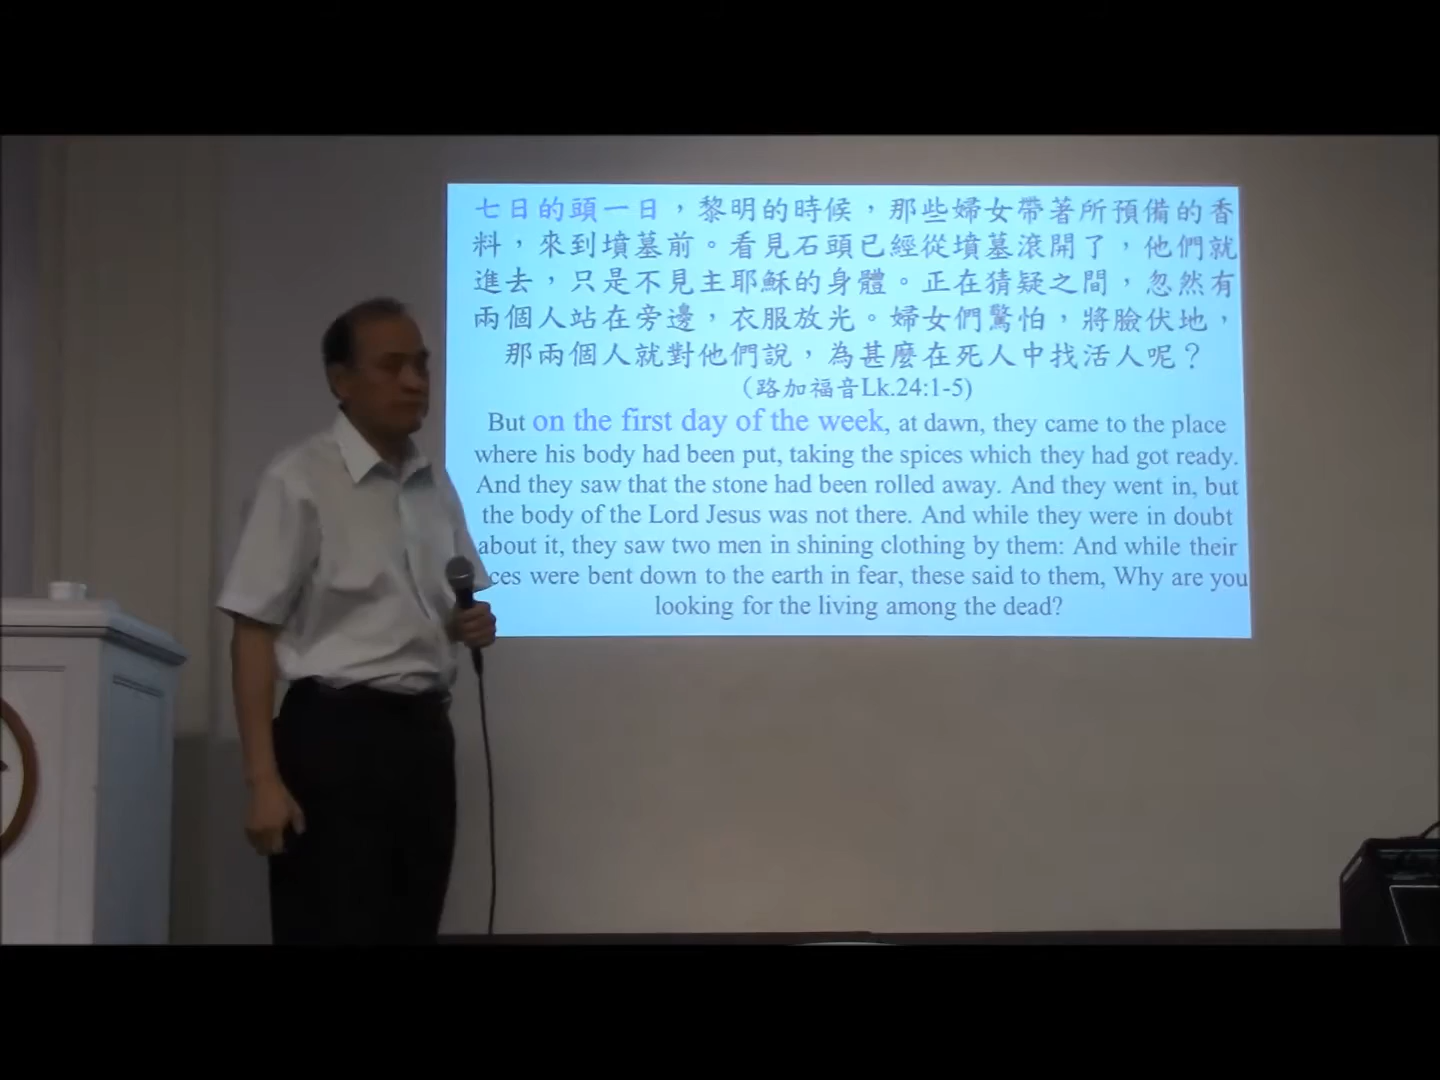 七日的頭一日，黎明的時候，那些婦女帶著所預備的香
料，來到墳墓前。看見石頭已經從墳墓滾開了，他們就
進去，只是不見主耶穌的身體。正在猜疑之間，忽然有
兩個人站在旁邊，衣服放光。婦女們驚怕，將臉伏地，
那兩個人就對他們說，為甚麼在死人中找活人呢？
（路加福音Lk.24:1-5)
But on the first day of the week, at dawn, they came to the place
where his body had been put, taking the spices which they had got ready.
And they saw that the stone had been rolled away. And they went in, but
the body of the Lord Jesus was not there. And while they were in doubt
about it, they saw two men in shining clothing by them: And while their
ces were bent down to the earth in fear, these said to them, Why are you
looking for the living among the dead?